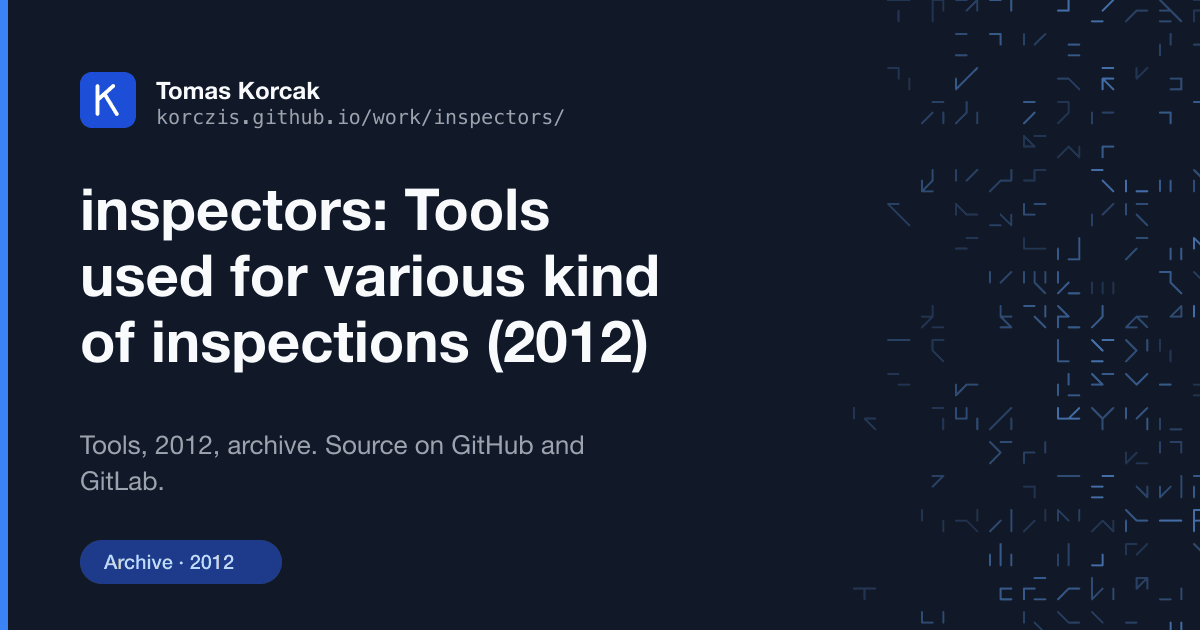 K
Tomas Korcak
korczis.github.io/work/inspectors/
inspectors: Tools
used for various kind
of inspections (2012)
Tools, 2012, archive. Source on GitHub and
GitLab.
Archive · 2012